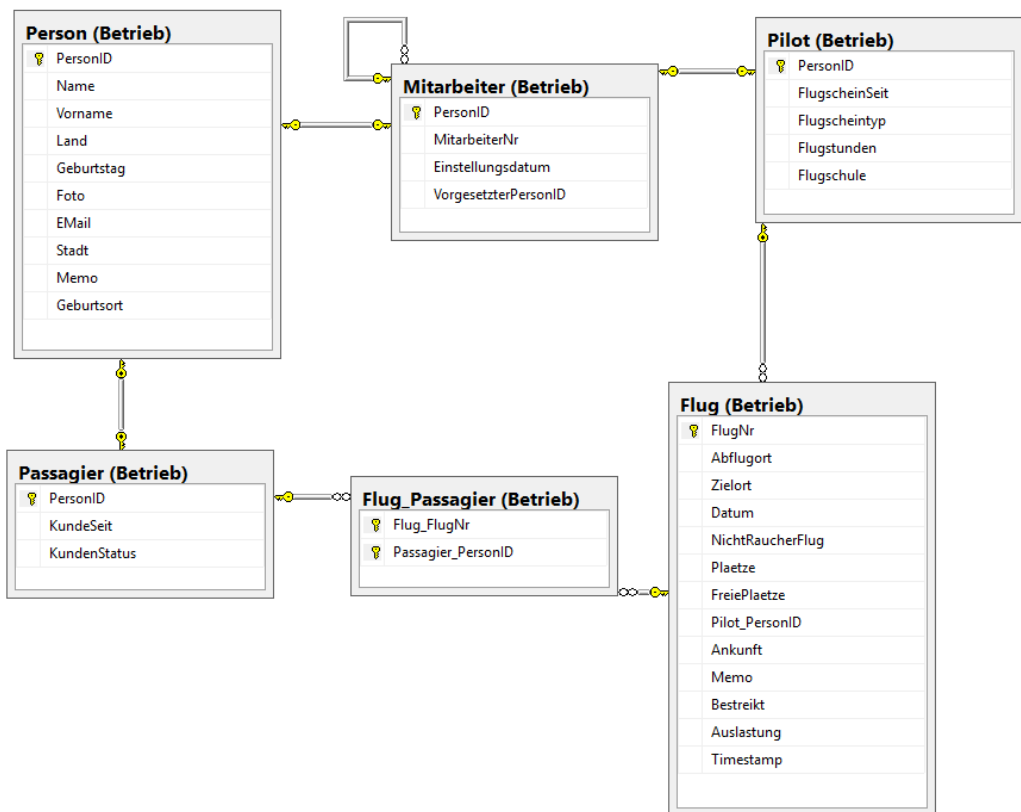 Person (Betrieb)
PersonID
Name
Vorname
Land
Geburtstag
Foto
EMail
Stadt
Memo
Geburtsort
Mitarbeiter (Betrieb)
PersonID
MitarbeiterNr
Einstellungsdatum
VorgesetzterPersonID
Pilot (Betrieb)
PersonID
FlugscheinSeit
Flugscheintyp
Flugstunden
Flugschule
Passagier (Betrieb)
PersonID
KundeSeit
KundenStatus
Flug_Passagier (Betrieb)
Flug_FlugNr
Passagier_PersonID
Flug (Betrieb)
FlugNr
Abflugort
Zielort
Datum
NichtRaucherFlug
Plaetze
FreiePlaetze
Pilot_PersonID
Ankunft
Memo
Bestreikt
Auslastung
Timestamp